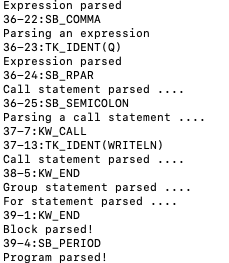 Expression parsed
36-22:SB_COMMA
Parsing an expression
36-23:TK_IDENT(Q)
Expression parsed
36-24:SB_RPAR
Call statement parsed ....
36-25:SB_SEMICOLON
Parsing a call statement ....
37-7:KW_CALL
37-13:TK_IDENT(WRITELN)
Call statement parsed ....
38-5:KW_END
Group statement parsed ....
For statement parsed ....
39-1:KW_END
Block parsed!
39-4:SB_PERIOD
Program parsed!